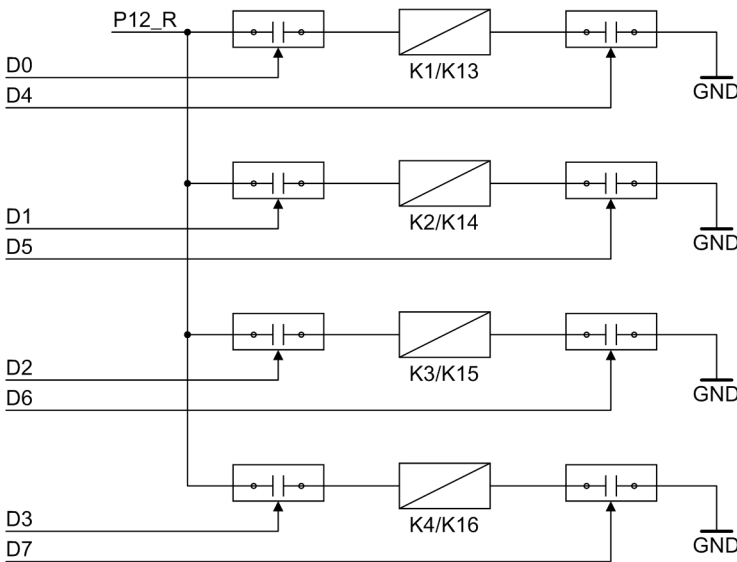 P12_R
D0
K1/K13
D4
GND
D1
K2/K14
D5
GND
D2
K3/K15
D6
GND
D3
K4/K16
D7
GND